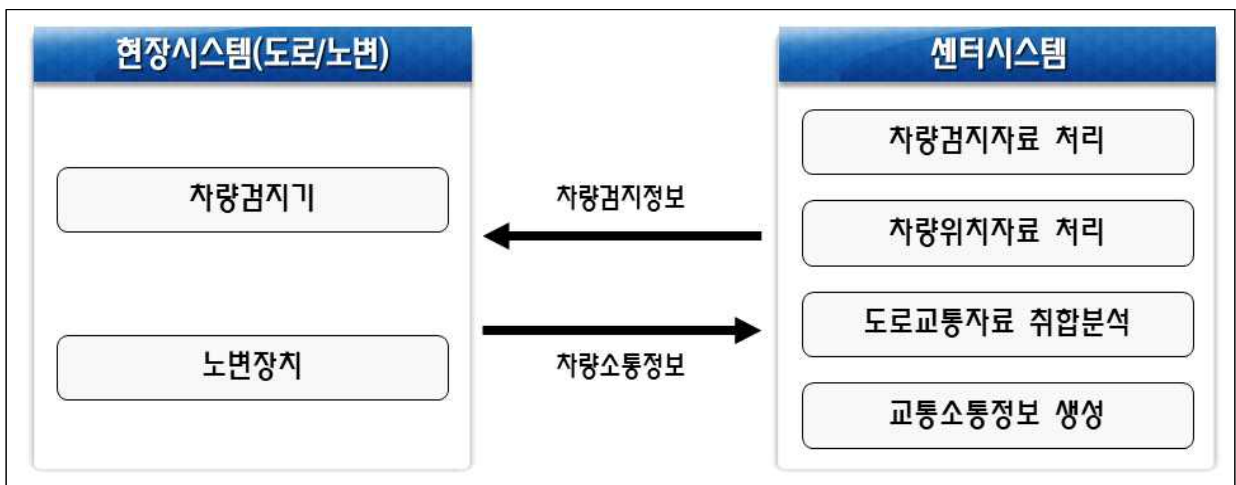 현장시스템(도로/노변)
차량검지기
노변장치
차량검지정보
차량소통정보
센터시스템
차량검지자료 처리
차량위치자료 처리
도로교통자료 취합분석
교통소통정보 생성